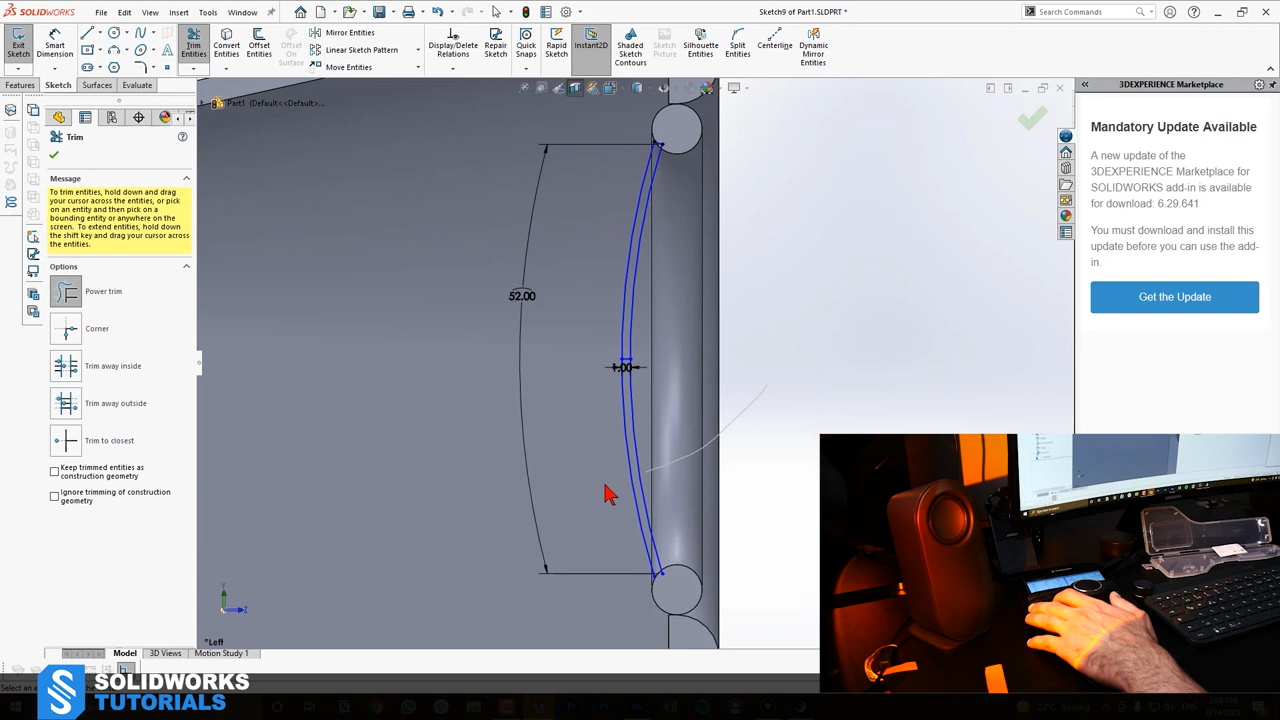 SOLIDWORKS
File Edit View Insert Tools Window
Sketch9 of Part1.SLDPRT *
Search Commands
Exit Sketch
Smart Dimension
Trim Entities
Convert Entities
Offset Entities
Offset On Surface
Mirror Entities
Linear Sketch Pattern
Move Entities
Display/Delete Relations
Repair Sketch
Quick Snaps
Rapid Sketch
Instant2D
Shaded Sketch Contours
Sketch Picture
Silhouette Entities
Split Entities
Centerline
Dynamic Mirror Entities
Features Sketch Surfaces Evaluate
Part1 (Default<<Default>...
Trim
Message
To trim entities, hold down and drag
your cursor across the entities, or pick
on an entity and then pick on a
bounding entity or anywhere on the
screen. To extend entities, hold down
the shift key and drag your cursor across
the entities.
Options
Power trim
Corner
Trim away inside
Trim away outside
Trim to closest
Keep trimmed entities as
construction geometry
Ignore trimming of construction
geometry
52.00
1.00
Y
Z
*Left
Model 3D Views Motion Study 1
3DEXPERIENCE Marketplace
Mandatory Update Available
A new update of the
3DEXPERIENCE Marketplace for
SOLIDWORKS add-in is available
for download: 6.29.641
You must download and install this
update before you can use the add-
in.
Get the Update
SOLIDWORKS
TUTORIALS